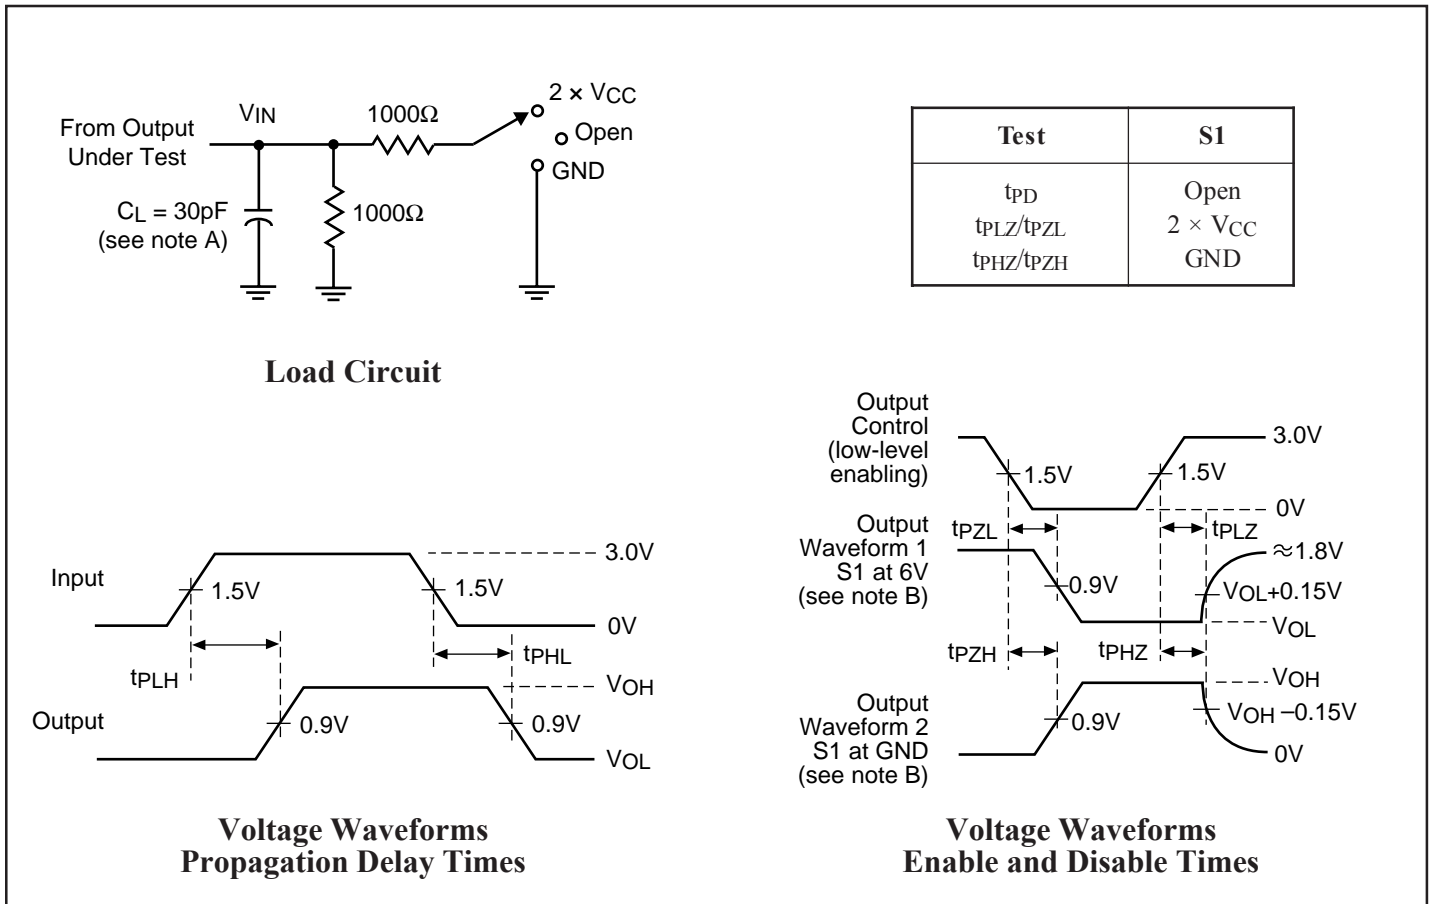 2 × VCC
VIN
1000Ω
From Output
Under Test
Open
GND
CL = 30pF
(see note A)
1000Ω
Load Circuit
Test S1
tPD Open
tPLZ/tPZL 2 × VCC
tPHZ/tPZH GND
Input
1.5V
1.5V
3.0V
0V
tPLH
tPHL
Output
0.9V
0.9V
VOH
VOL
Voltage Waveforms
Propagation Delay Times
Output
Control
(low-level
enabling)
1.5V
1.5V
3.0V
0V
Output
Waveform 1
S1 at 6V
(see note B)
tPZL
tPLZ
0.9V
≈1.8V
VOL+0.15V
VOL
tPZH
tPHZ
Output
Waveform 2
S1 at GND
(see note B)
0.9V
VOH
VOH −0.15V
0V
Voltage Waveforms
Enable and Disable Times